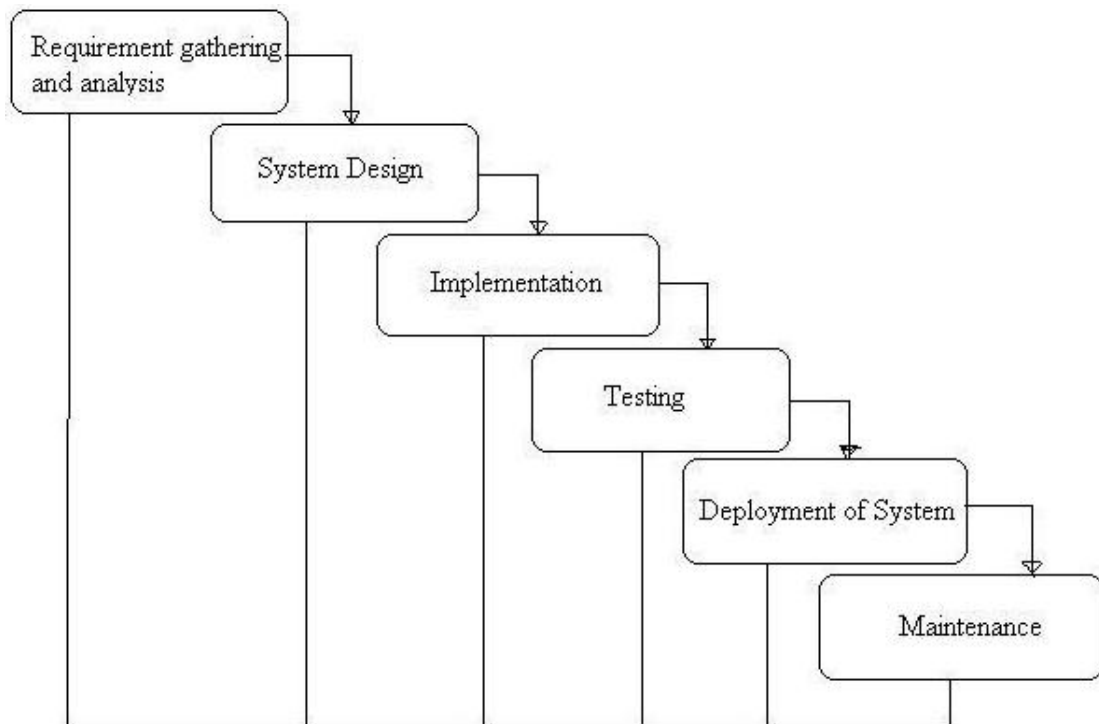 Requirement gathering
and analysis
System Design
Implementation
Testing
Deployment of System
Maintenance